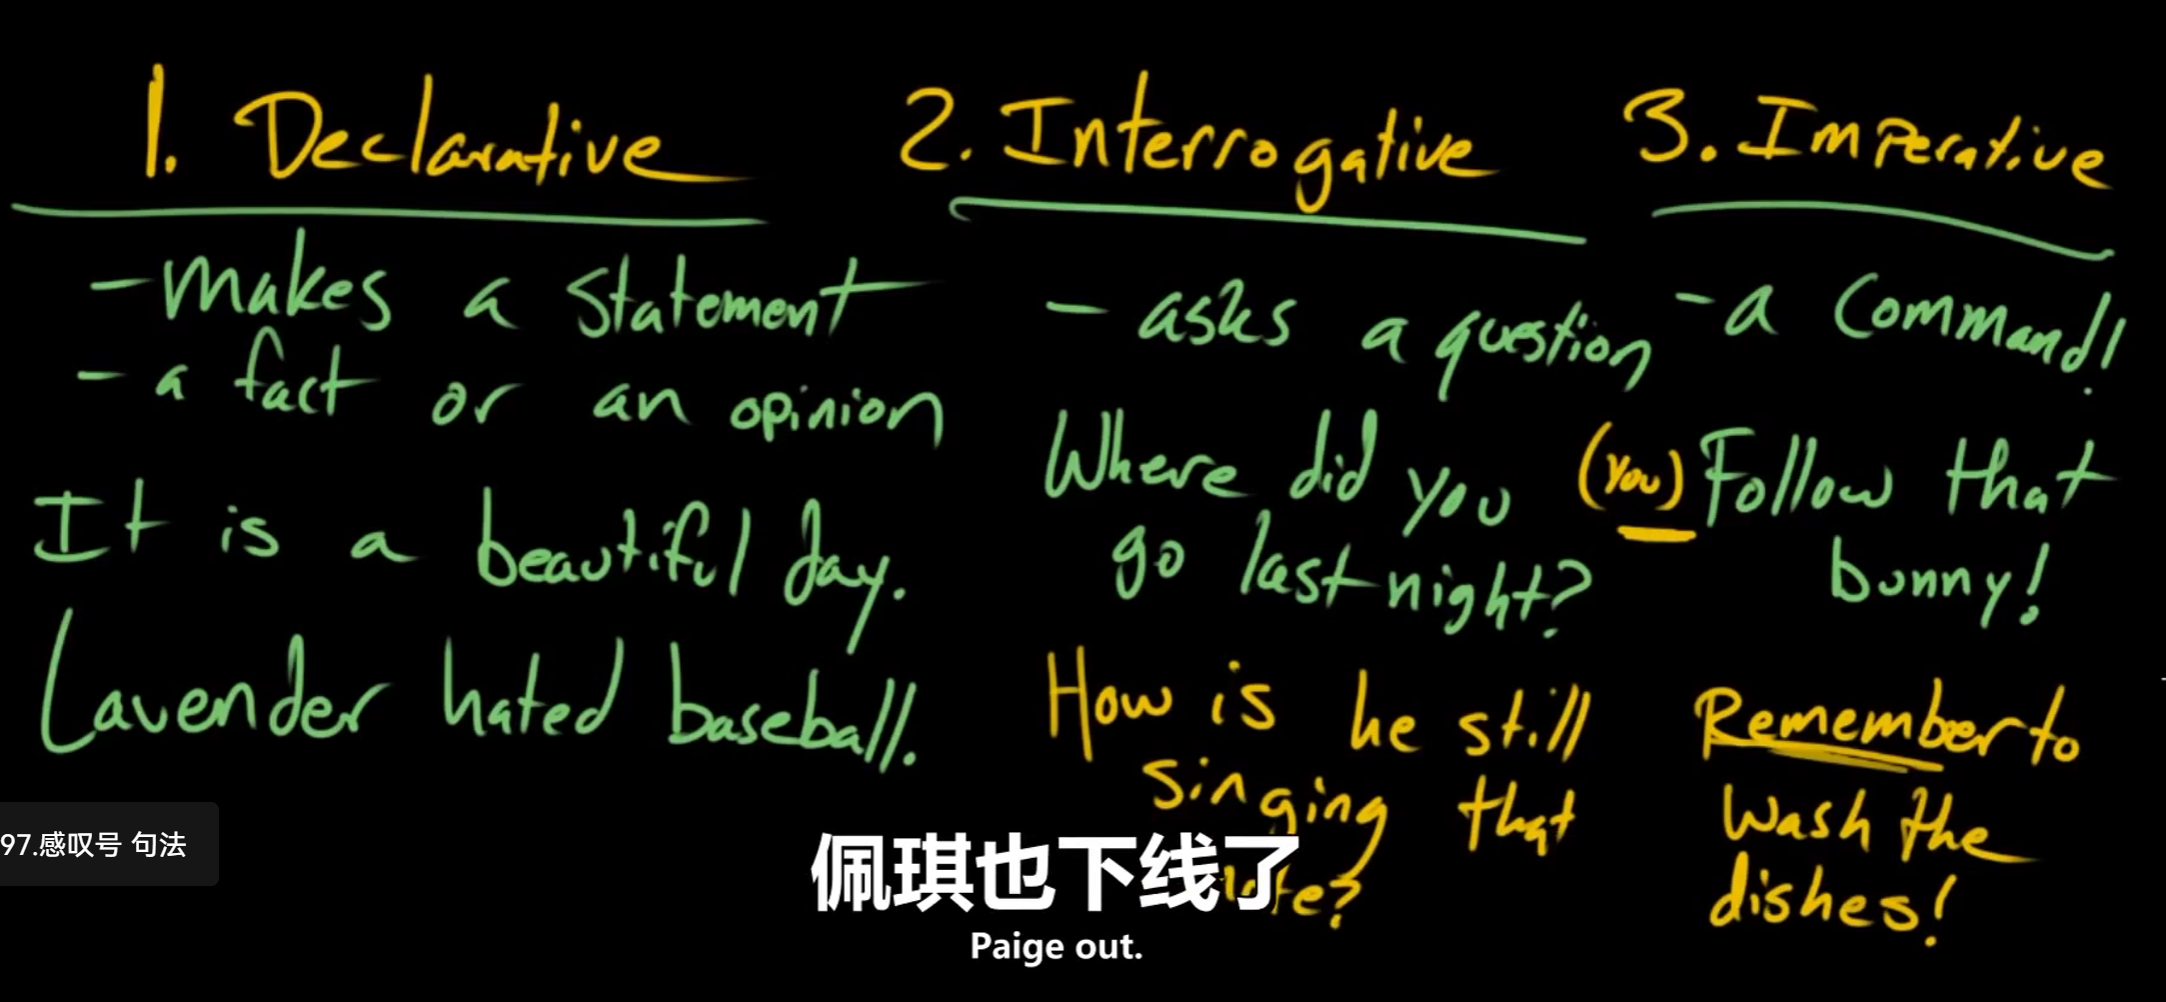 1. Declarative
- makes a statement
- a fact or an opinion
It is a beautiful day.
Lavender hated baseball.
2. Interrogative
- asks a question
Where did you
go last night?
How is he still
singing that
3. Imperative
- a command!
(you) Follow that
bunny!
Remember to
wash the
dishes!
97.感叹号 句法
佩琪也下线了
Paige out.